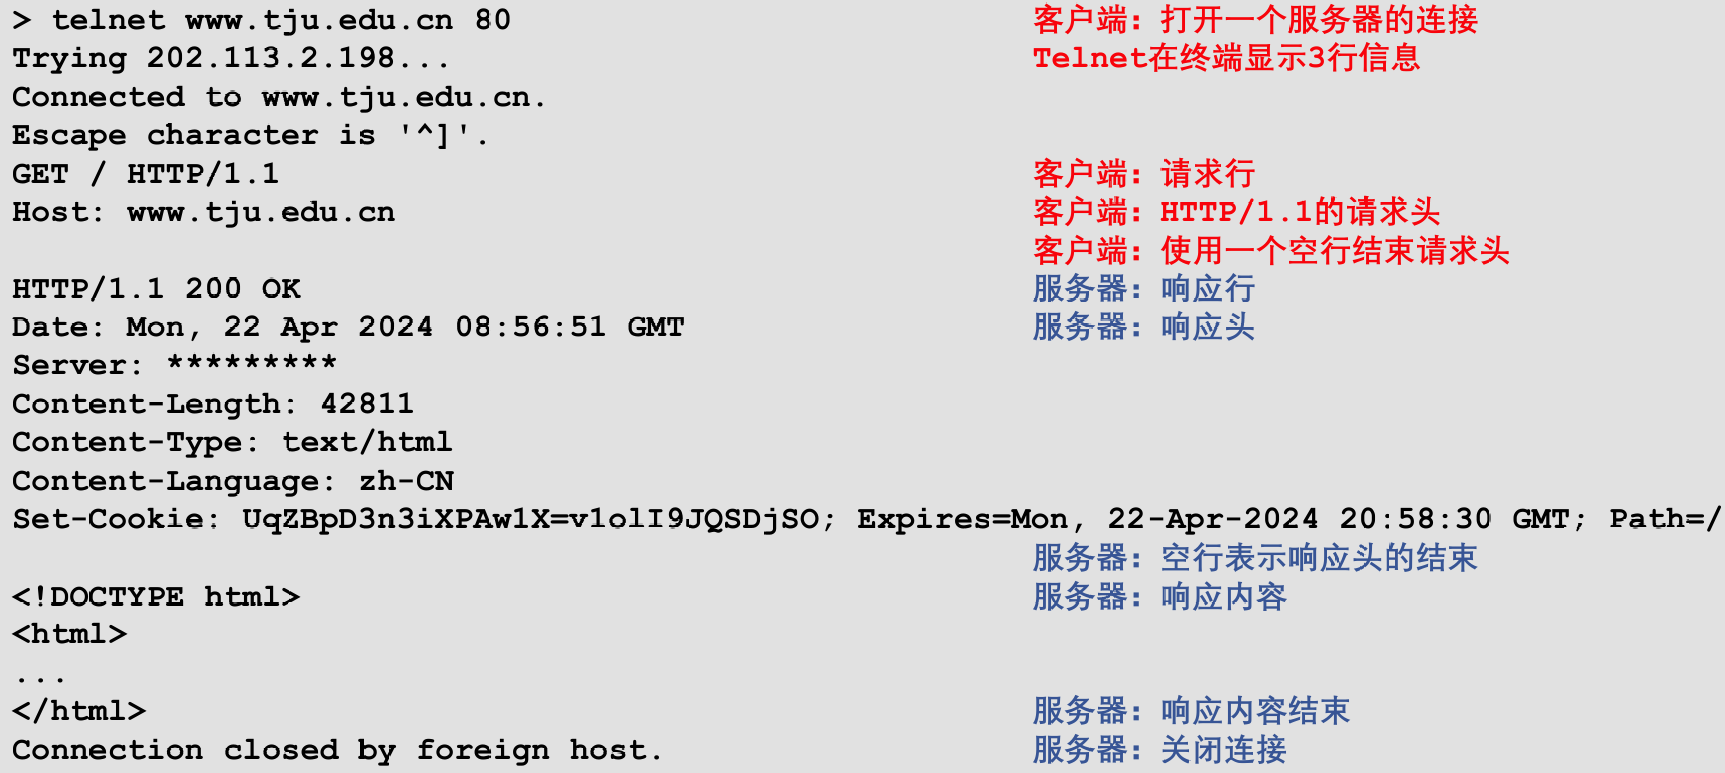 > telnet www.tju.edu.cn 80 客户端：打开一个服务器的连接
Trying 202.113.2.198... Telnet在终端显示3行信息
Connected to www.tju.edu.cn.
Escape character is '^]'.
GET / HTTP/1.1 客户端：请求行
Host: www.tju.edu.cn 客户端：HTTP/1.1的请求头
客户端：使用一个空行结束请求头
HTTP/1.1 200 OK 服务器：响应行
Date: Mon, 22 Apr 2024 08:56:51 GMT 服务器：响应头
Server: *********
Content-Length: 42811
Content-Type: text/html
Content-Language: zh-CN
Set-Cookie: UqZBpD3n3iXPAw1X=v1olI9JQSDjSO; Expires=Mon, 22-Apr-2024 20:58:30 GMT; Path=/
服务器：空行表示响应头的结束
<!DOCTYPE html> 服务器：响应内容
<html>
...
</html> 服务器：响应内容结束
Connection closed by foreign host. 服务器：关闭连接